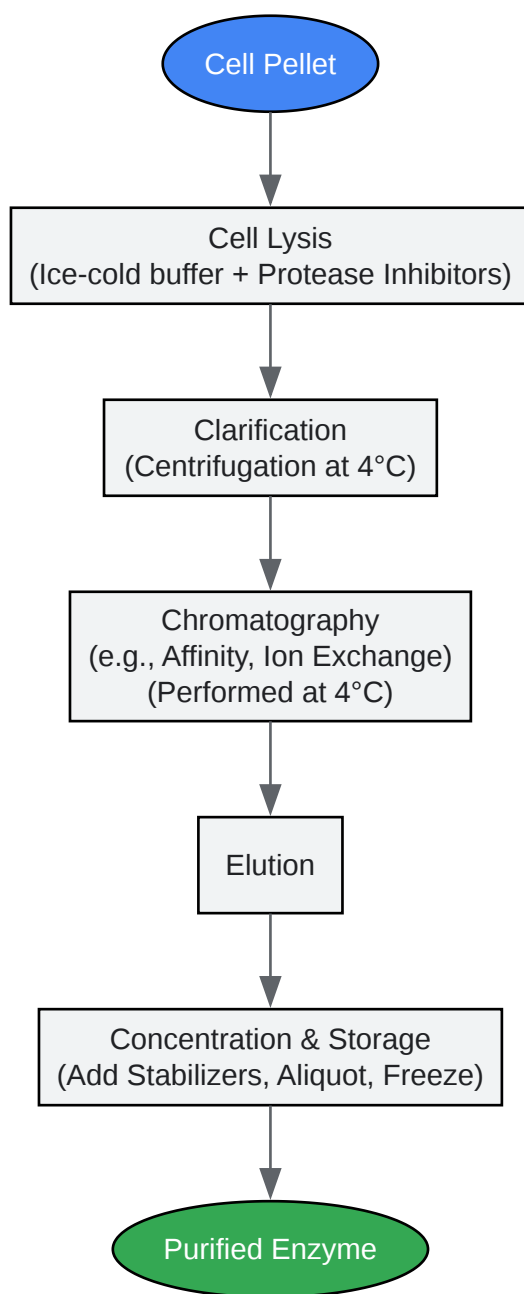 Cell Pellet
Cell Lysis
(Ice-cold buffer + Protease Inhibitors)
Clarification
(Centrifugation at 4°C)
Chromatography
(e.g., Affinity, Ion Exchange)
(Performed at 4°C)
Elution
Concentration & Storage
(Add Stabilizers, Aliquot, Freeze)
Purified Enzyme